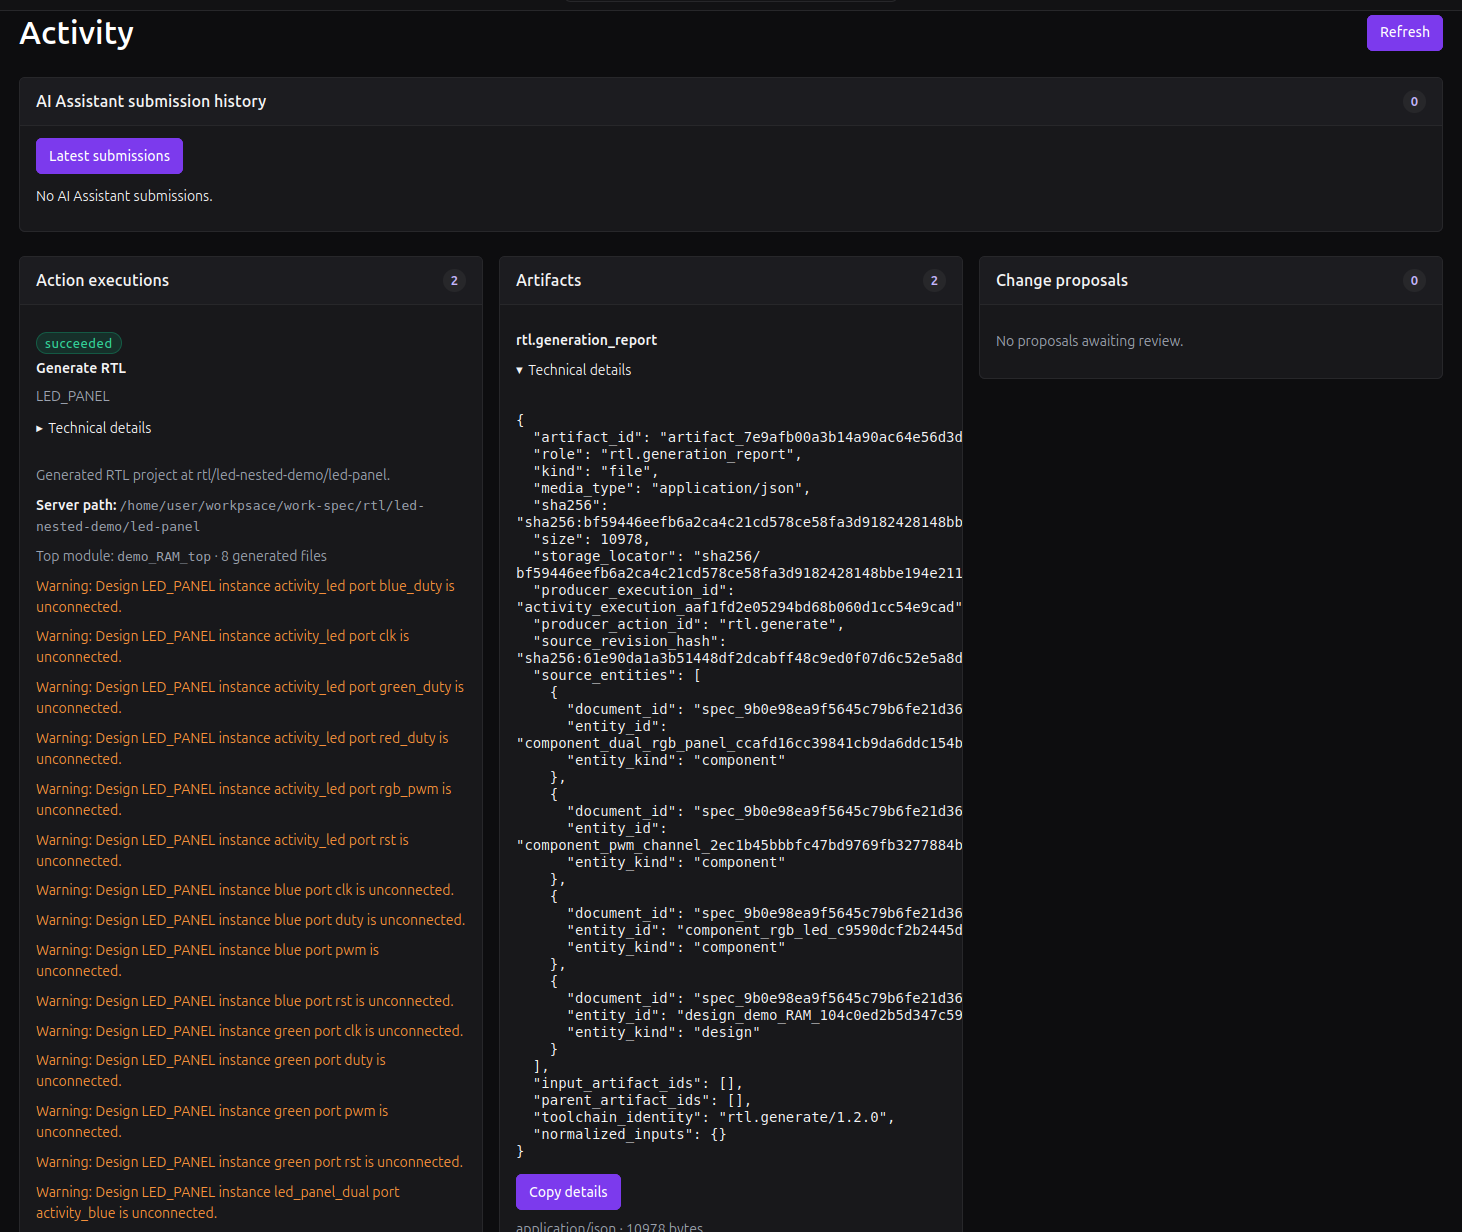 Activity
Refresh
AI Assistant submission history
0
Latest submissions
No AI Assistant submissions.
Action executions
2
succeeded
Generate RTL
LED_PANEL
▸ Technical details
Generated RTL project at rtl/led-nested-demo/led-panel.
Server path: /home/user/workpsace/work-spec/rtl/led-
nested-demo/led-panel
Top module: demo_RAM_top · 8 generated files
Warning: Design LED_PANEL instance activity_led port blue_duty is
unconnected.
Warning: Design LED_PANEL instance activity_led port clk is
unconnected.
Warning: Design LED_PANEL instance activity_led port green_duty is
unconnected.
Warning: Design LED_PANEL instance activity_led port red_duty is
unconnected.
Warning: Design LED_PANEL instance activity_led port rgb_pwm is
unconnected.
Warning: Design LED_PANEL instance activity_led port rst is
unconnected.
Warning: Design LED_PANEL instance blue port clk is unconnected.
Warning: Design LED_PANEL instance blue port duty is unconnected.
Warning: Design LED_PANEL instance blue port pwm is
unconnected.
Warning: Design LED_PANEL instance blue port rst is unconnected.
Warning: Design LED_PANEL instance green port clk is unconnected.
Warning: Design LED_PANEL instance green port duty is
unconnected.
Warning: Design LED_PANEL instance green port pwm is
unconnected.
Warning: Design LED_PANEL instance green port rst is unconnected.
Warning: Design LED_PANEL instance led_panel_dual port
activity_blue is unconnected.
Artifacts
2
rtl.generation_report
▾ Technical details
{
"artifact_id": "artifact_7e9afb00a3b14a90ac64e56d3d
"role": "rtl.generation_report",
"kind": "file",
"media_type": "application/json",
"sha256":
"sha256:bf59446eefb6a2ca4c21cd578ce58fa3d9182428148bb
"size": 10978,
"storage_locator": "sha256/
bf59446eefb6a2ca4c21cd578ce58fa3d9182428148bbe194e211
"producer_execution_id":
"activity_execution_aaf1fd2e05294bd68b060d1cc54e9cad"
"producer_action_id": "rtl.generate",
"source_revision_hash":
"sha256:61e90da1a3b51448df2dcabff48c9ed0f07d6c52e5a8d
"source_entities": [
{
"document_id": "spec_9b0e98ea9f5645c79b6fe21d36
"entity_id":
"component_dual_rgb_panel_ccafd16cc39841cb9da6ddc154b
"entity_kind": "component"
},
{
"document_id": "spec_9b0e98ea9f5645c79b6fe21d36
"entity_id":
"component_pwm_channel_2ec1b45bbbfc47bd9769fb3277884b
"entity_kind": "component"
},
{
"document_id": "spec_9b0e98ea9f5645c79b6fe21d36
"entity_id": "component_rgb_led_c9590dcf2b2445d
"entity_kind": "component"
},
{
"document_id": "spec_9b0e98ea9f5645c79b6fe21d36
"entity_id": "design_demo_RAM_104c0ed2b5d347c59
"entity_kind": "design"
}
],
"input_artifact_ids": [],
"parent_artifact_ids": [],
"toolchain_identity": "rtl.generate/1.2.0",
"normalized_inputs": {}
}
Copy details
application/json · 10978 bytes
Change proposals
0
No proposals awaiting review.